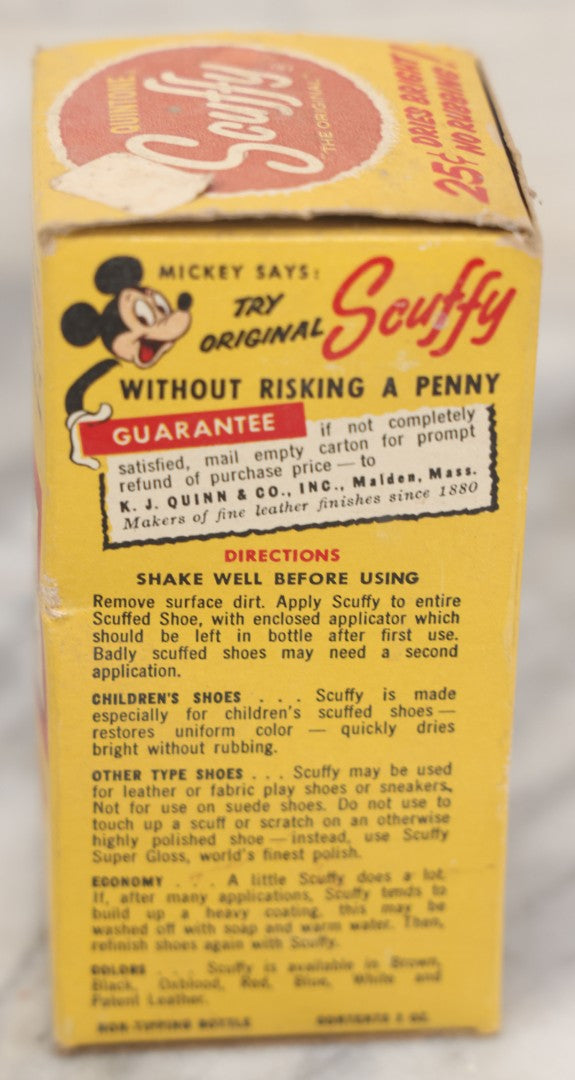 QUINTONE
Scuffy
"THE ORIGINAL"
25¢ DRIES BRIGHT!
NO RUBBING!
MICKEY SAYS:
TRY
ORIGINAL Scuffy
WITHOUT RISKING A PENNY
GUARANTEE if not completely
satisfied, mail empty carton for prompt
refund of purchase price — to
K. J. QUINN & CO., INC., Malden, Mass.
Makers of fine leather finishes since 1880
DIRECTIONS
SHAKE WELL BEFORE USING
Remove surface dirt. Apply Scuffy to entire
Scuffed Shoe, with enclosed applicator which
should be left in bottle after first use.
Badly scuffed shoes may need a second
application.
CHILDREN'S SHOES . . . Scuffy is made
especially for children's scuffed shoes —
restores uniform color — quickly dries
bright without rubbing.
OTHER TYPE SHOES . . . Scuffy may be used
for leather or fabric play shoes or sneakers.
Not for use on suede shoes. Do not use to
touch up a scuff or scratch on an otherwise
highly polished shoe — instead, use Scuffy
Super Gloss, world's finest polish.
ECONOMY . . . A little Scuffy does a lot.
If, after many applications, Scuffy tends to
build up a heavy coating, this may be
washed off with soap and warm water. Then,
refinish shoes again with Scuffy.
COLORS . . . Scuffy is available in Brown,
Black, Oxblood, Red, Blue, White and
Patent Leather.
NON-TIPPING BOTTLE CONTENTS OZ.